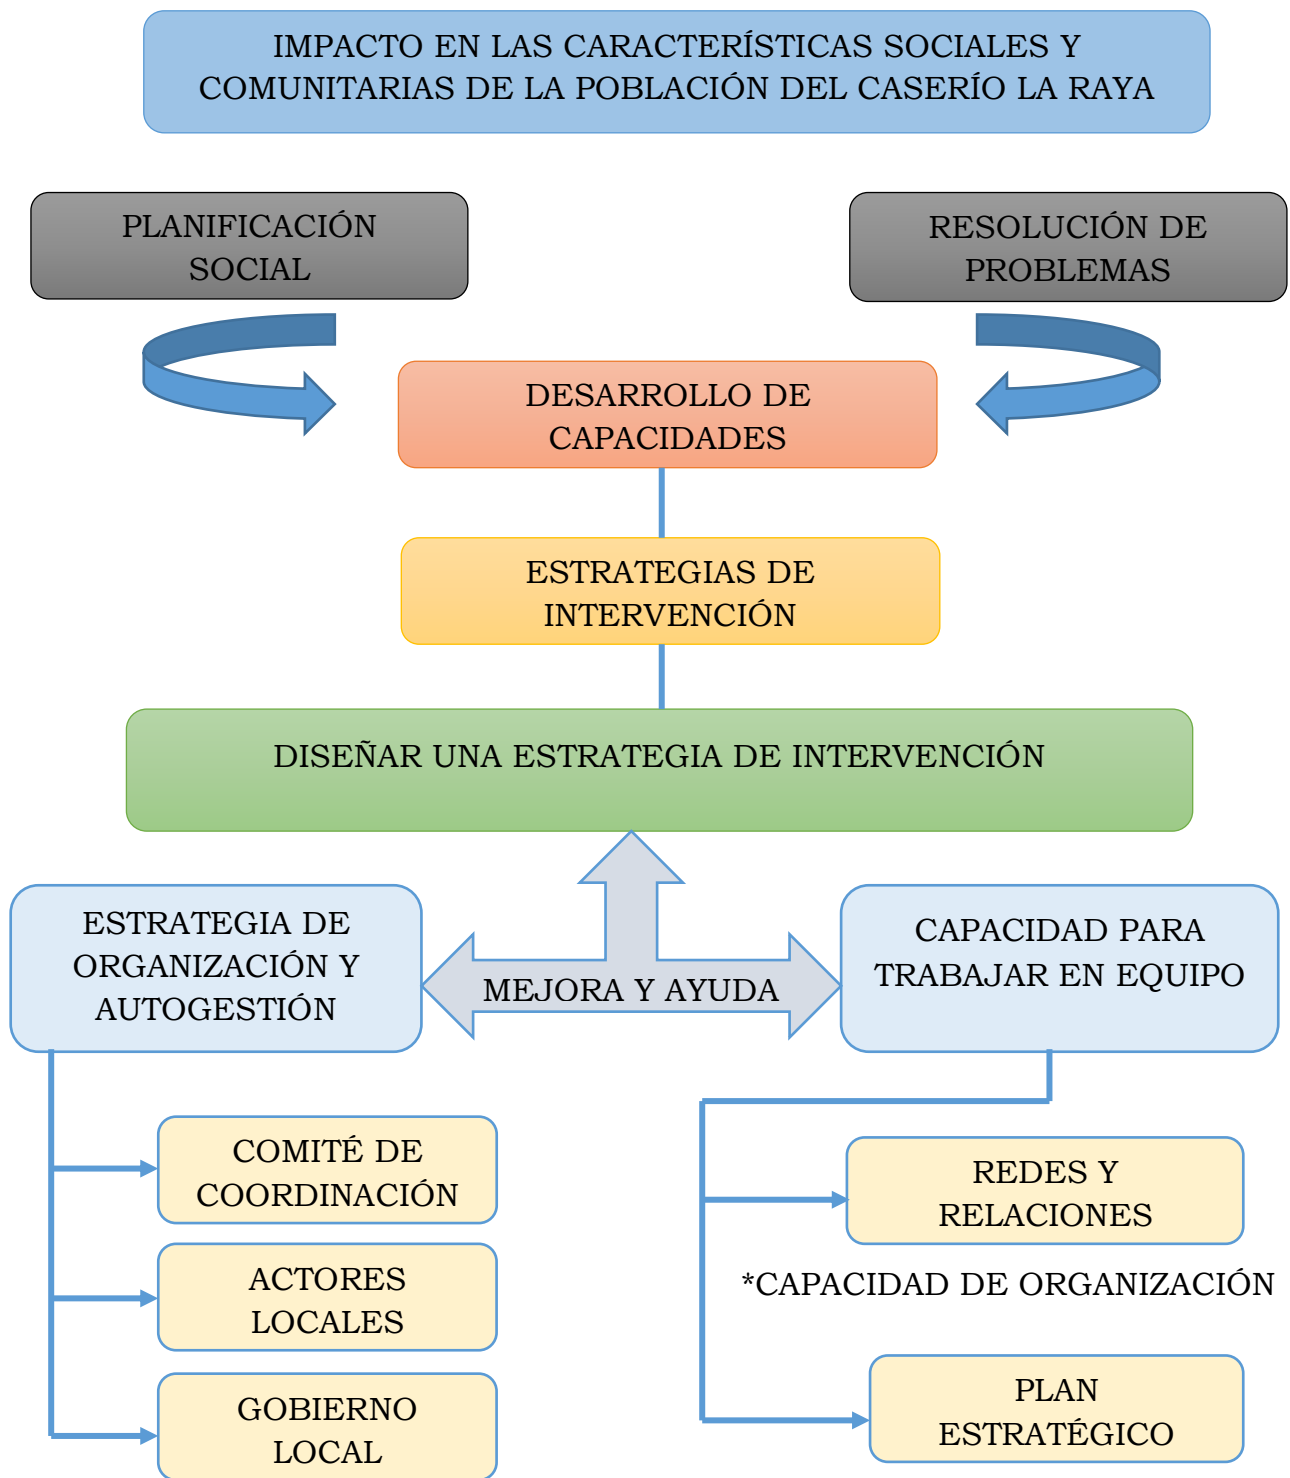 IMPACTO EN LAS CARACTERÍSTICAS SOCIALES Y
COMUNITARIAS DE LA POBLACIÓN DEL CASERÍO LA RAYA
PLANIFICACIÓN
SOCIAL
RESOLUCIÓN DE
PROBLEMAS
DESARROLLO DE
CAPACIDADES
ESTRATEGIAS DE
INTERVENCIÓN
DISEÑAR UNA ESTRATEGIA DE INTERVENCIÓN
ESTRATEGIA DE
ORGANIZACIÓN Y
AUTOGESTIÓN
MEJORA Y AYUDA
CAPACIDAD PARA
TRABAJAR EN EQUIPO
COMITÉ DE
COORDINACIÓN
ACTORES
LOCALES
GOBIERNO
LOCAL
REDES Y
RELACIONES
*CAPACIDAD DE ORGANIZACIÓN
PLAN
ESTRATÉGICO